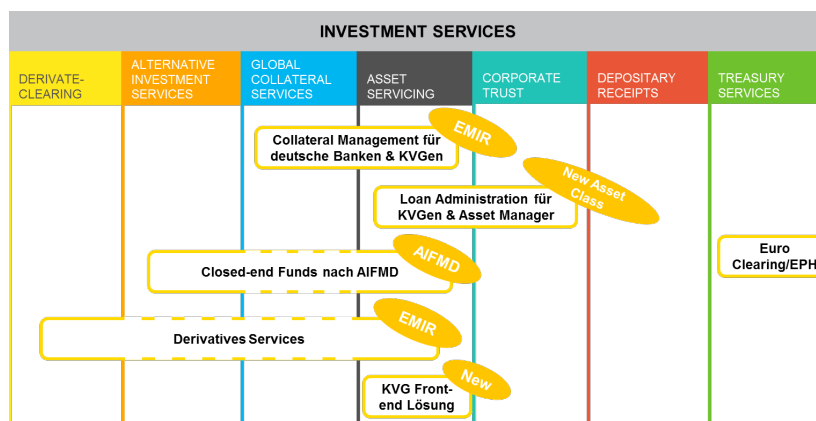 INVESTMENT SERVICES
DERIVATE-
CLEARING
ALTERNATIVE
INVESTMENT
SERVICES
GLOBAL
COLLATERAL
SERVICES
ASSET
SERVICING
CORPORATE
TRUST
DEPOSITARY
RECEIPTS
TREASURY
SERVICES
Collateral Management für
deutsche Banken & KVGen
EMIR
Loan Administration für
KVGen & Asset Manager
New Asset
Class
Euro
Clearing/EPH
Closed-end Funds nach AIFMD
AIFMD
Derivatives Services
EMIR
KVG Front-
end Lösung
New